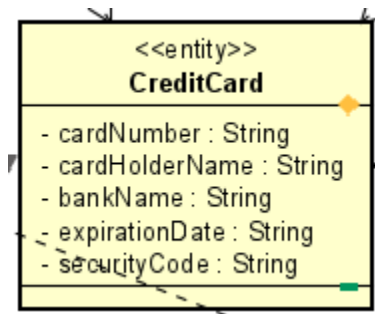 <<entity>>
CreditCard
- cardNumber : String
- cardHolderName : String
- bankName : String
- expirationDate : String
- securityCode : String